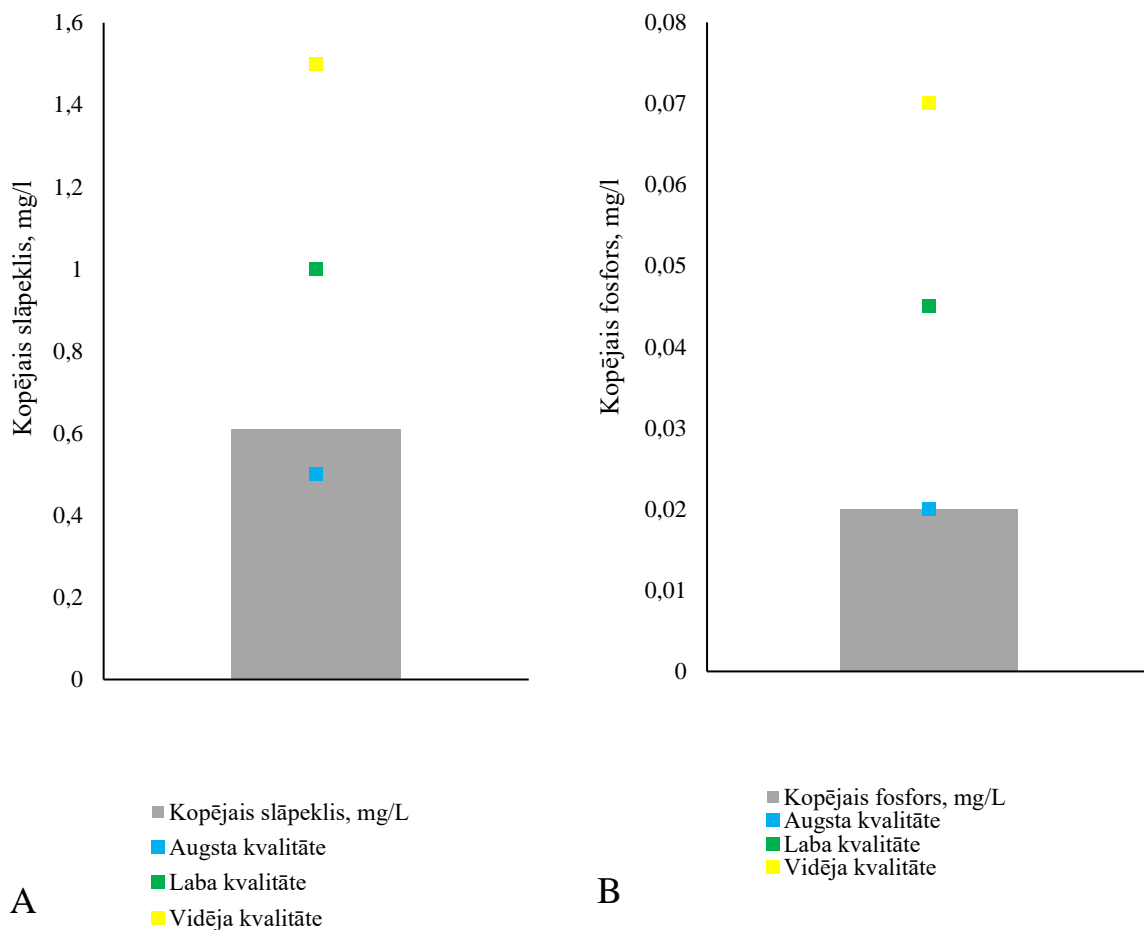 Kopējais slāpeklis, mg/l
1,6
1,4
1,2
1
0,8
0,6
0,4
0,2
0
Kopējais slāpeklis, mg/L
Augsta kvalitāte
Laba kvalitāte
Vidēja kvalitāte
A
Kopējais fosfors, mg/l
0,08
0,07
0,06
0,05
0,04
0,03
0,02
0,01
0
Kopējais fosfors, mg/L
Augsta kvalitāte
Laba kvalitāte
Vidēja kvalitāte
B